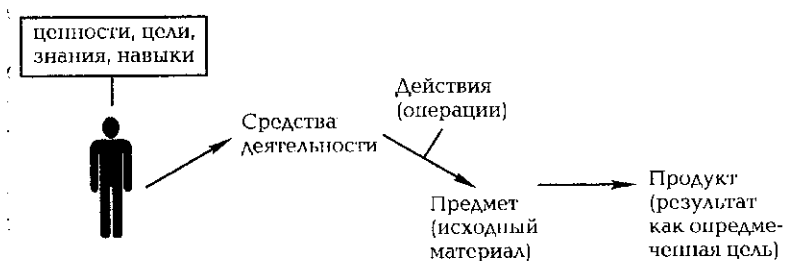 ценности, цели,
знания, навыки
Действия
(операции)
Средства
деятельности
Предмет
(исходный
материал)
Продукт
(результат
как опредме-
ченная цель)